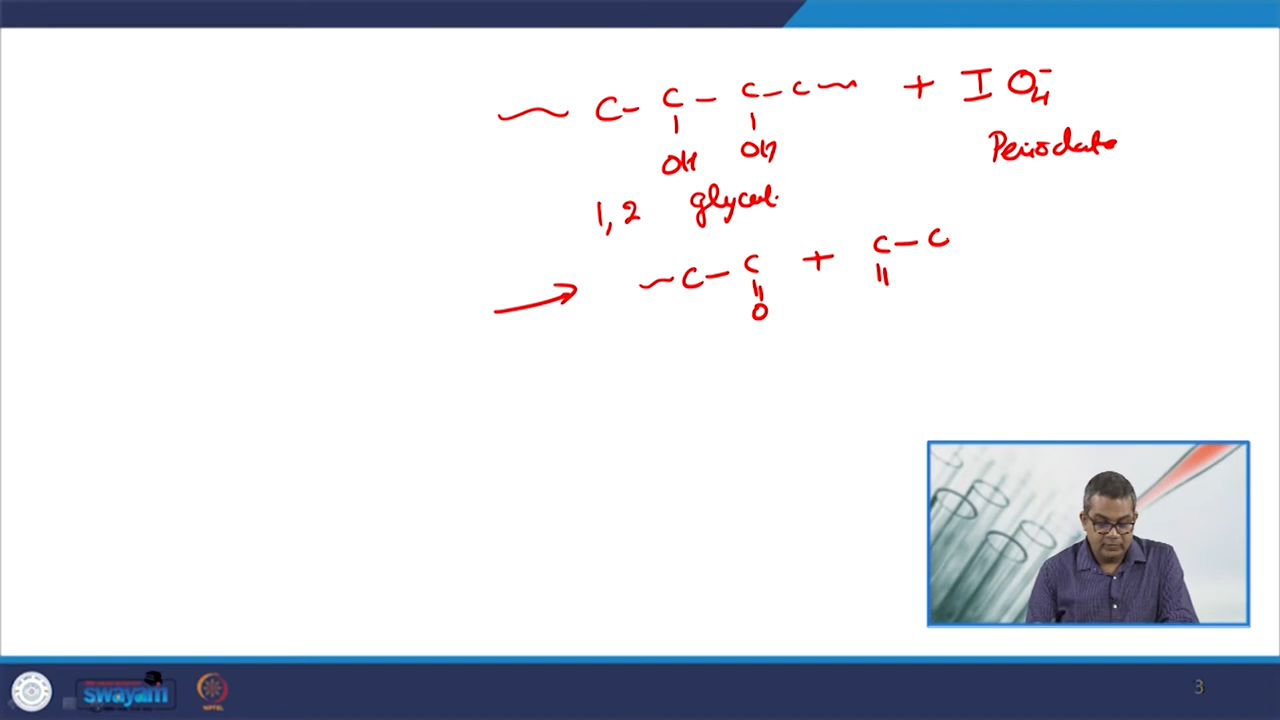 ~ C - C - C - C ~ + IO4⁻
OH OH
Periodate
1,2 glycol.
→ ~ C - C + C - C
|| ||
O
3
swayam